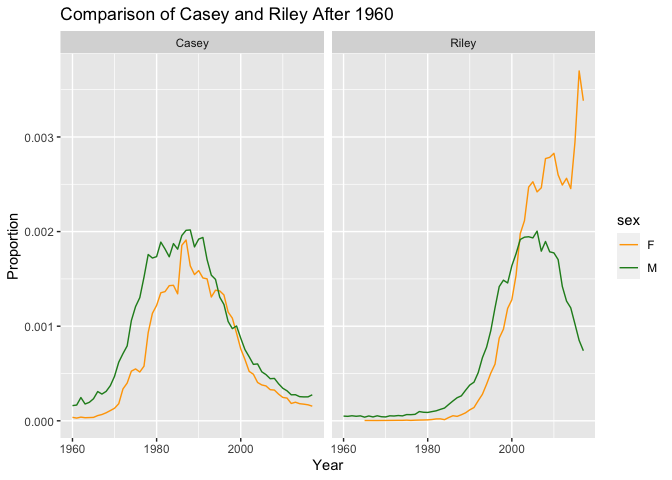 Comparison of Casey and Riley After 1960
Casey
Riley
0.003
0.002
0.001
0.000
Proportion
1960
1980
2000
1960
1980
2000
Year
sex
F
M